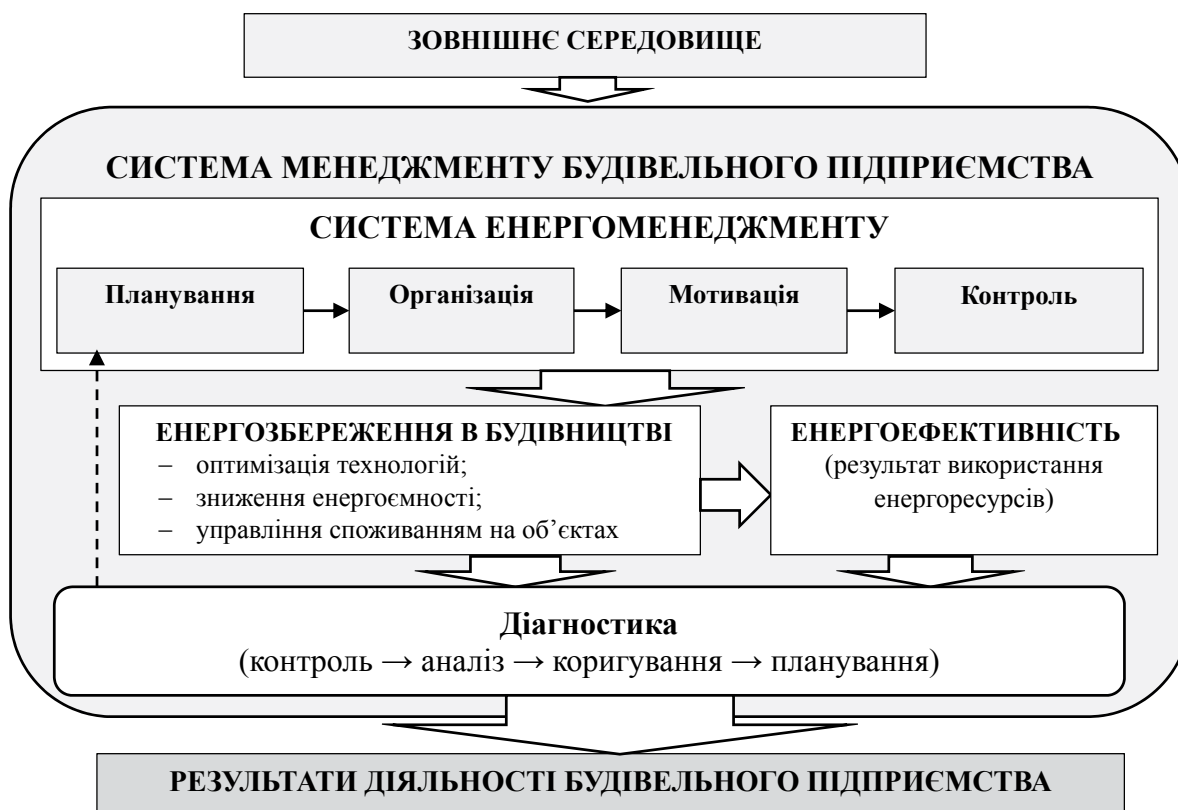 ЗОВНІШНЄ СЕРЕДОВИЩЕ
СИСТЕМА МЕНЕДЖМЕНТУ БУДІВЕЛЬНОГО ПІДПРИЄМСТВА
СИСТЕМА ЕНЕРГОМЕНЕДЖМЕНТУ
Планування
Організація
Мотивація
Контроль
ЕНЕРГОЗБЕРЕЖЕННЯ В БУДІВНИЦТВІ
– оптимізація технологій;
– зниження енергоємності;
– управління споживанням на об’єктах
ЕНЕРГОЕФЕКТИВНІСТЬ
(результат використання
енергоресурсів)
Діагностика
(контроль → аналіз → коригування → планування)
РЕЗУЛЬТАТИ ДІЯЛЬНОСТІ БУДІВЕЛЬНОГО ПІДПРИЄМСТВА